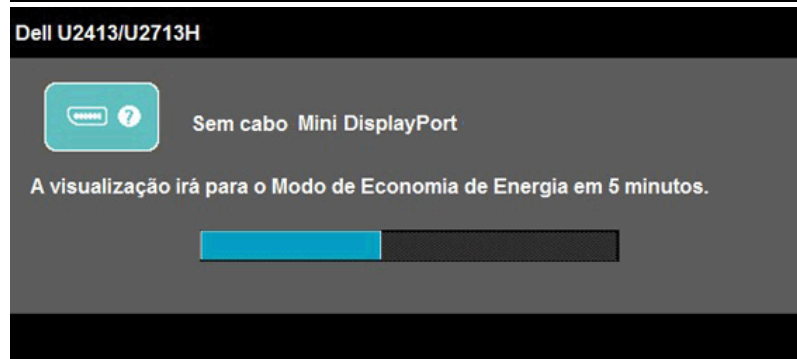 Dell U2413/U2713H
Sem cabo Mini DisplayPort
A visualização irá para o Modo de Economia de Energia em 5 minutos.